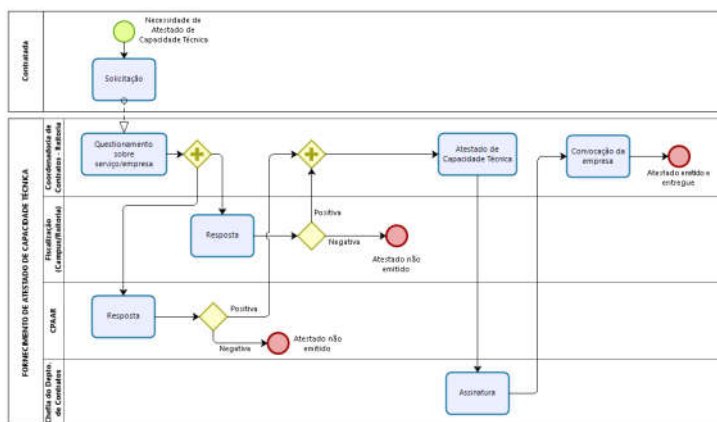 Contratada
Necessidade de
Atestado de
Capacidade Técnica
Solicitação
FORNECIMENTO DE ATESTADO DE CAPACIDADE TÉCNICA
Coordenadoria de
Contratos - Reitoria
Questionamento
sobre
serviço/empresa
Atestado de
Capacidade Técnica
Convocação da
empresa
Atestado emitido e
entregue
Fiscalização
(Campus/Reitoria)
Resposta
Positiva
Negativa
Atestado não
emitido
CPAAR
Resposta
Positiva
Negativa
Atestado não
emitido
Chefia do Depto.
de Contratos
Assinatura